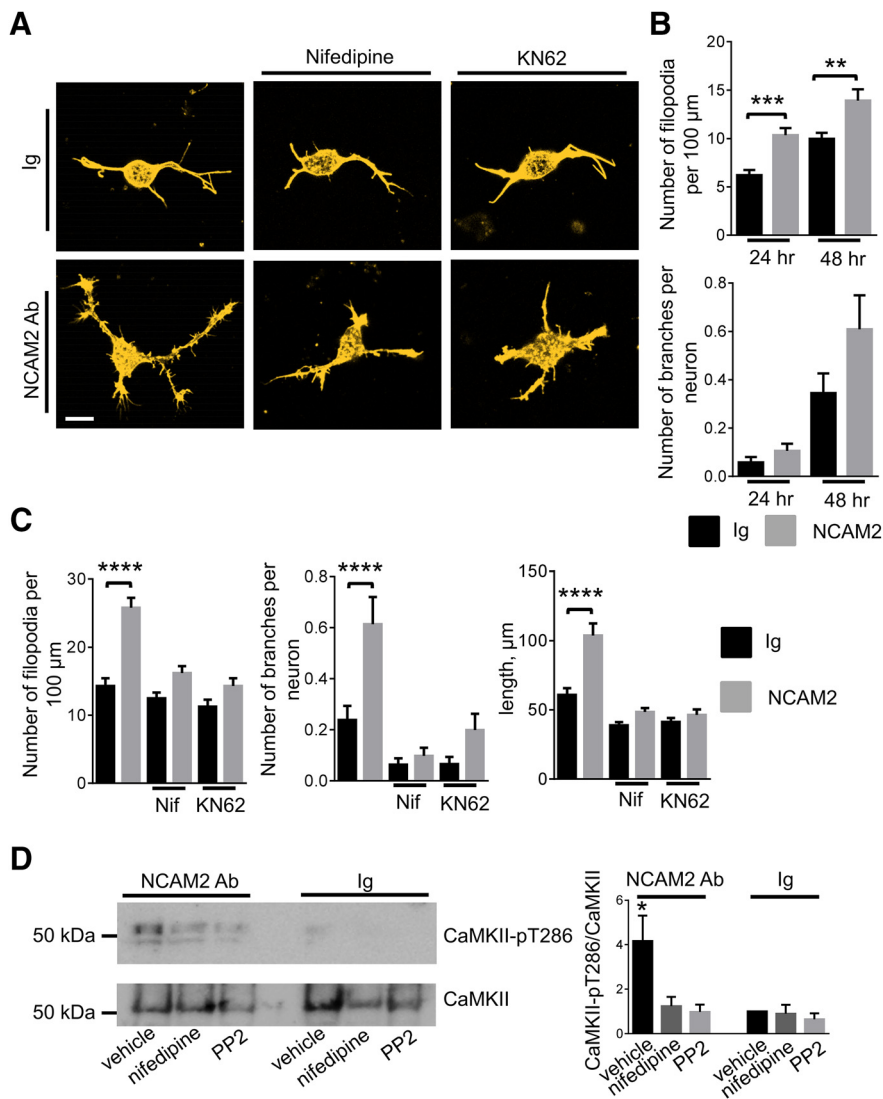 A
Nifedipine
KN62
Ig
NCAM2 Ab
B
Number of filopodia
per 100 µm
20
15
10
5
0
***
**
24 hr
48 hr
Number of branches per
neuron
0.8
0.6
0.4
0.2
0.0
24 hr
48 hr
Ig
NCAM2
C
Number of filopodia per
100 µm
30
15
0
****
Nif
KN62
Number of branches per
neuron
0.8
0.6
0.4
0.2
0.0
****
Nif
KN62
length, µm
150
100
50
0
****
Nif
KN62
Ig
NCAM2
D
NCAM2 Ab
Ig
50 kDa
CaMKII-pT286
50 kDa
CaMKII
vehicle
nifedipine
PP2
vehicle
nifedipine
PP2
CaMKII-pT286/CaMKII
NCAM2 Ab
Ig
6
4
2
0
*
vehicle
nifedipine
PP2
vehicle
nifedipine
PP2